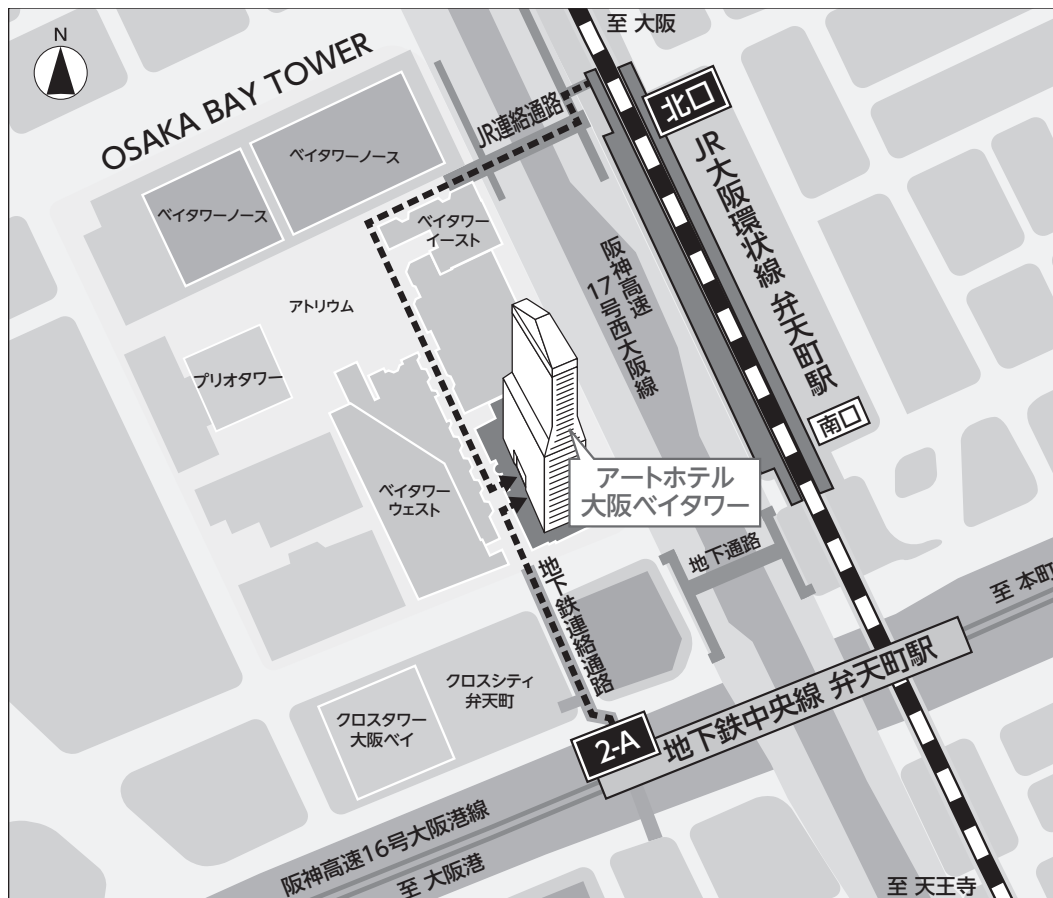 N
至 大阪
OSAKA BAY TOWER
JR連絡通路
北口
ベイタワーノース
ベイタワーノース
ベイタワー
イースト
JR大阪環状線 弁天町駅
阪神高速
17号西大阪線
アトリウム
プリオタワー
南口
アートホテル
大阪ベイタワー
ベイタワー
ウェスト
地下通路
地下鉄連絡通路
至 本町
クロスシティ
弁天町
クロスタワー
大阪ベイ
2-A
地下鉄中央線 弁天町駅
阪神高速16号大阪港線
至 大阪港
至 天王寺